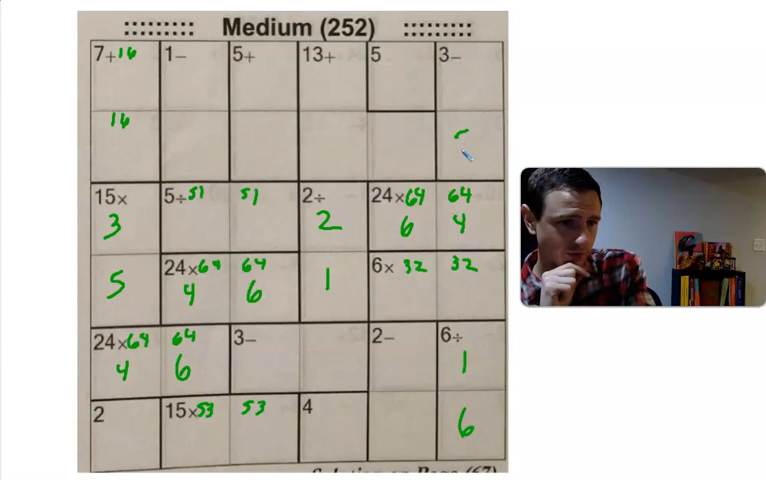 Medium (252)
7+16 1− 5+ 13+ 5 3−
16
15× 5÷51 51 2÷ 24×64 64
3 2 6 4
24×64 64 6× 32 32
5 4 6 1
24×64 64 3− 2− 6÷
4 6 1
2 15×53 53 4
6